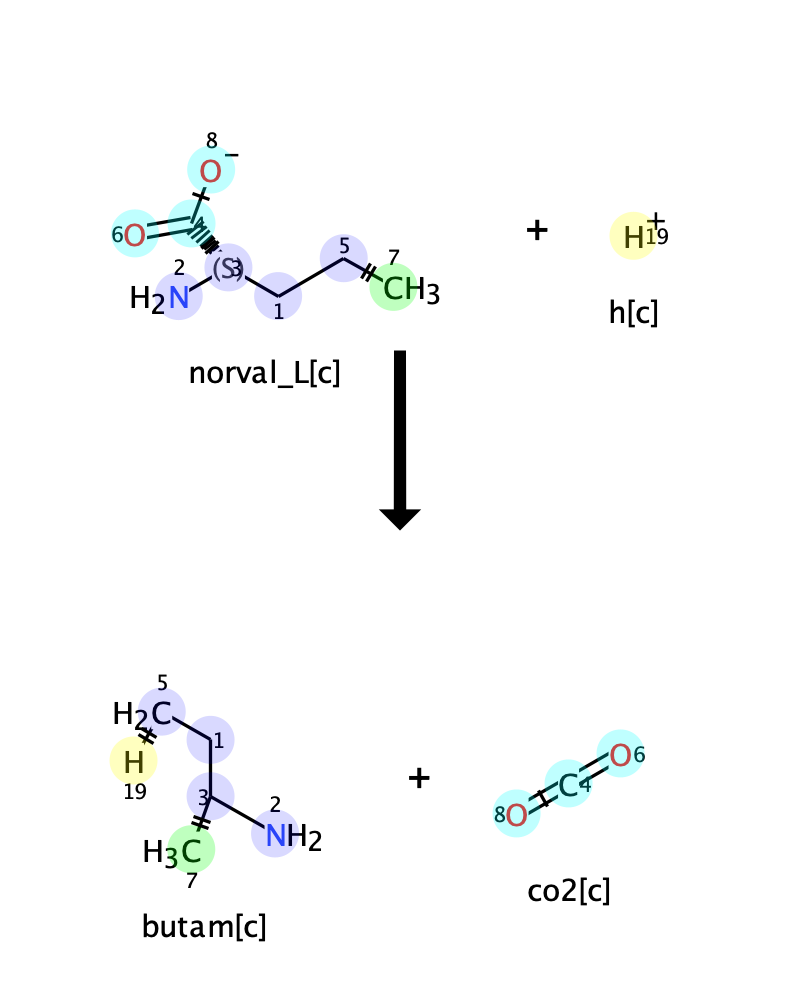 8
O−
6O
2
(S)3
5
7
H2N
1
CH3
norval_L[c]
+
H+19
h[c]
5
H2C
1
H
19
3
2
NH2
H3C
7
butam[c]
+
O6
C4
8O
co2[c]